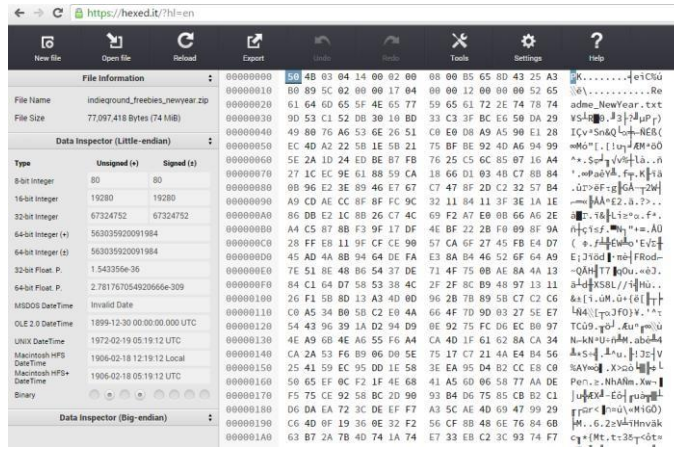 https://hexed.it/?hl=en
New file
Open file
Reload
Export
Undo
Redo
Tools
Settings
Help
File Information
File Name indieground_freebies_newyear.zip
File Size 77,097,418 Bytes (74 MiB)
Data Inspector (Little-endian)
Type Unsigned (+) Signed (±)
8-bit Integer 80 80
16-bit Integer 19280 19280
32-bit Integer 67324752 67324752
64-bit Integer (+) 563035920091984
64-bit Integer (±) 563035920091984
32-bit Float. P. 1.543356e-36
64-bit Float. P. 2.781767054509666e-309
MSDOS DateTime Invalid Date
OLE 2.0 DateTime 1899-12-30 00:00:00.000 UTC
UNIX DateTime 1972-02-19 05:19:12 UTC
Macintosh HFS DateTime 1906-02-18 12:19:12 Local
Macintosh HFS+ DateTime 1906-02-18 05:19:12 UTC
Binary
Data Inspector (Big-endian)
00000000 50 4B 03 04 14 00 02 00 08 00 B5 65 8D 43 25 A3
00000010 B0 89 5C 02 00 00 17 04 00 00 12 00 00 00 52 65
00000020 61 64 6D 65 5F 4E 65 77 59 65 61 72 2E 74 78 74 adme_NewYear.txt
00000030 9D 53 C1 52 DB 30 10 BD 33 C3 3F BC E6 50 DA 29
00000040 49 80 76 A6 53 6E 26 51 C0 E0 D8 A9 A5 90 E1 28
00000050 EC 4D A2 22 5B 1E 5B 21 75 BF BE 92 4D A6 94 99
00000060 5E 2A 1D 24 ED BE B7 FB 6F 25 C5 6C 85 07 16 A4
00000070 27 1C EC 9E 61 88 59 CA 18 66 D1 03 4B C7 8B 84
00000080 0B 96 E2 3E 89 46 E7 67 C7 47 8F 2D C2 32 57 B4
00000090 A9 CD AE CC 8F 8F FC 9C 32 11 84 11 3F 3E 1A 1E
000000A0 86 DB E2 1C 8B 26 C7 4C 69 F2 A7 E0 0B 66 A2 2E
000000B0 A4 C5 87 8B F3 9F 17 DF 4E BF 22 2B F0 09 8F 9A
000000C0 28 FF E8 11 9F CF CE 90 57 CA 6F 27 45 FB E4 D7
000000D0 45 AD 4A 8B 94 64 DE FA E3 8A B4 46 52 6F 64 A9
000000E0 7E 51 8E 48 B6 54 37 DE 71 4F 75 0B AE 8A 4A 13
000000F0 84 C1 64 D7 58 53 38 4C 2F 2F 8C B9 48 97 13 11
00000100 26 F1 5B 8D 13 A3 4D 0D 96 2B 7B 89 5B C7 C2 C6
00000110 C0 A5 34 B0 5B C2 E0 4A 66 4F 7D 9D 03 27 5E E7
00000120 54 43 96 39 1A D2 94 D9 0E 92 75 FC D6 EC B0 97
00000130 4E A9 6B 4E A6 55 F6 A4 CA 4D 1F 61 62 8A CA 34
00000140 CA 2A 53 F6 B9 06 D0 5E 75 17 C7 21 4A E4 B4 56
00000150 25 41 59 EC 95 DD 1E 58 3E EA 95 D4 B2 CC E8 C0
00000160 50 65 EF 0C F2 1F 4E 68 41 A5 6D 06 58 77 AA DE
00000170 F5 75 CE 92 58 BC 2D 90 93 B4 D6 75 85 CB B2 C1
00000180 D6 DA EA 72 3C DE EF F7 A3 5C AE 4D 69 47 99 29
00000190 C6 4D 0F 19 36 0E 32 F2 56 CF 8B 48 6E 76 84 6B
000001A0 63 B7 2A 7B 4D 74 1A 74 E7 33 EB C2 3C 93 74 F7